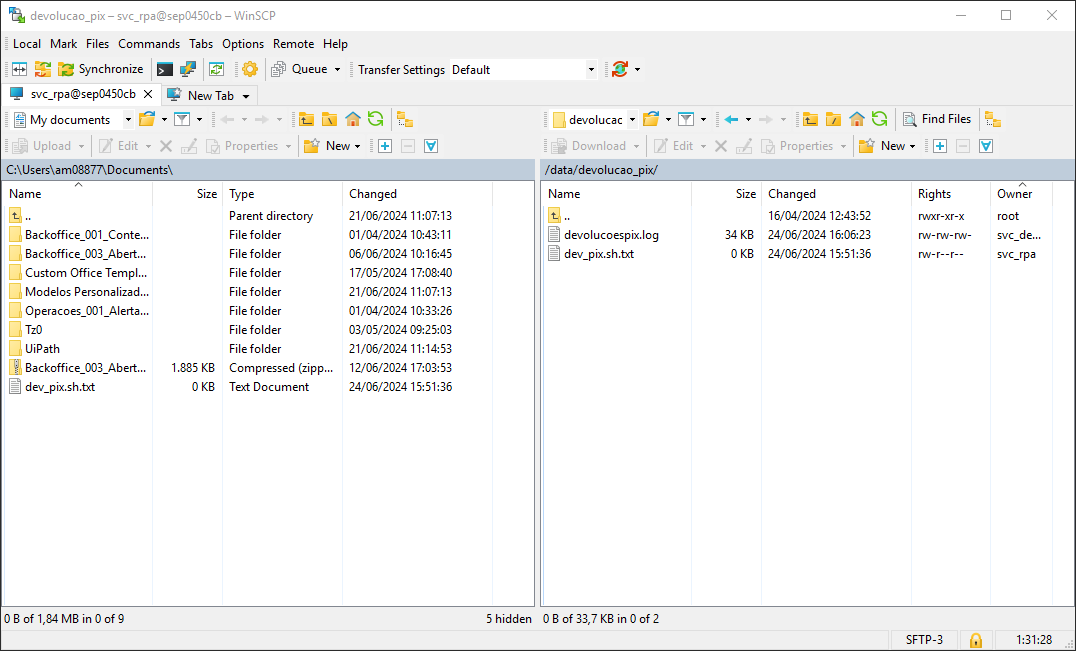 devolucao_pix – svc_rpa@sep0450cb – WinSCP
Local Mark Files Commands Tabs Options Remote Help
Synchronize Queue Transfer Settings Default
svc_rpa@sep0450cb New Tab
My documents
Upload Edit Properties New
C:\Users\am08877\Documents\
Name Size Type Changed
.. Parent directory 21/06/2024 11:07:13
Backoffice_001_Conte... File folder 01/04/2024 10:43:11
Backoffice_003_Abert... File folder 06/06/2024 10:16:45
Custom Office Templ... File folder 17/05/2024 17:08:40
Modelos Personalizad... File folder 21/06/2024 11:07:13
Operacoes_001_Alerta... File folder 01/04/2024 10:33:26
Tz0 File folder 03/05/2024 09:25:03
UiPath File folder 21/06/2024 11:14:53
Backoffice_003_Abert... 1.885 KB Compressed (zipp... 12/06/2024 17:03:53
dev_pix.sh.txt 0 KB Text Document 24/06/2024 15:51:36
0 B of 1,84 MB in 0 of 9 5 hidden
devolucac Find Files
Download Edit Properties New
/data/devolucao_pix/
Name Size Changed Rights Owner
.. 16/04/2024 12:43:52 rwxr-xr-x root
devolucoespix.log 34 KB 24/06/2024 16:06:23 rw-rw-rw- svc_de...
dev_pix.sh.txt 0 KB 24/06/2024 15:51:36 rw-r--r-- svc_rpa
0 B of 33,7 KB in 0 of 2
SFTP-3 1:31:28